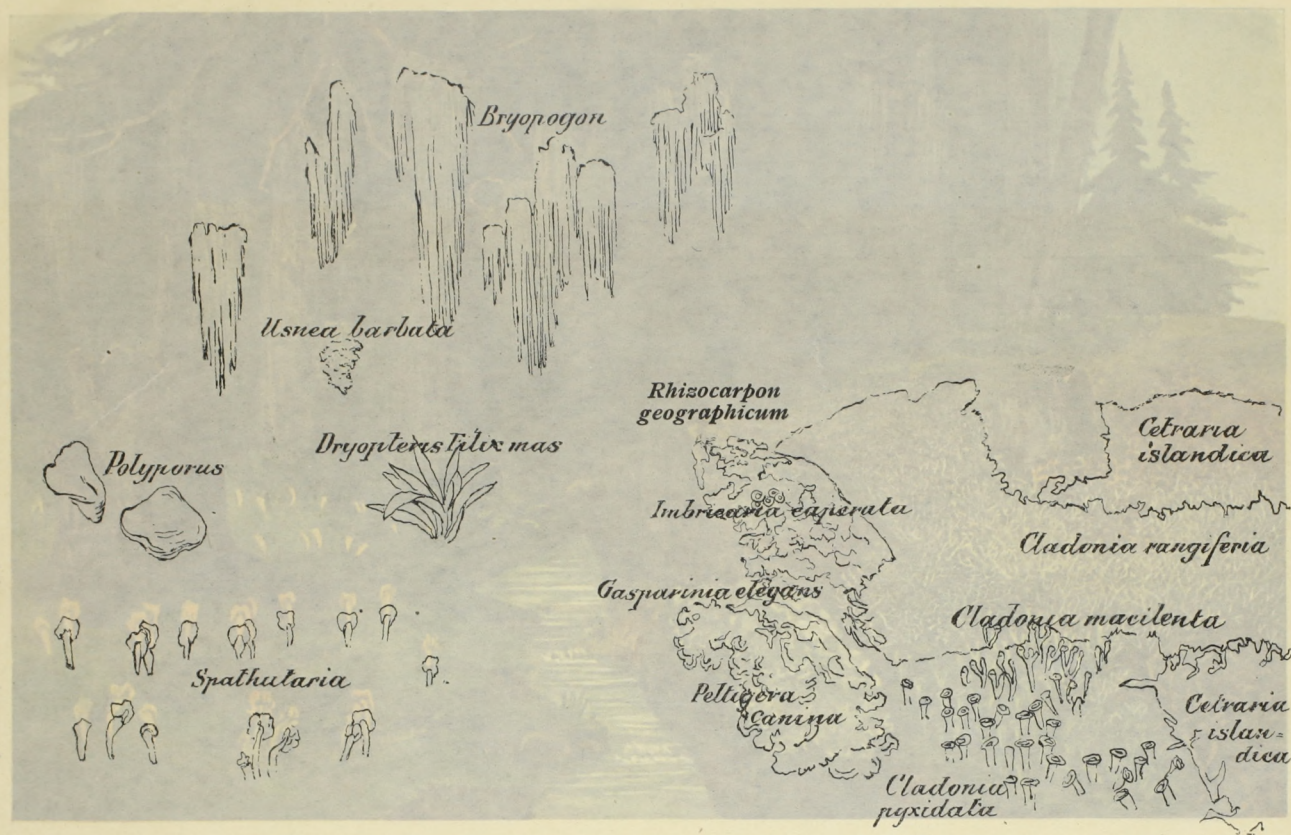 Bryopogon
Usnea barbata
Rhizocarpon
geographicum
Cetraria
islandica
Dryopteris Filix mas
Polyporus
Imbricaria caperata
Cladonia rangiferia
Gasparinia elegans
Cladonia macilenta
Spathularia
Peltigera
canina
Cetraria
islan=
dica
Cladonia
pyxidata